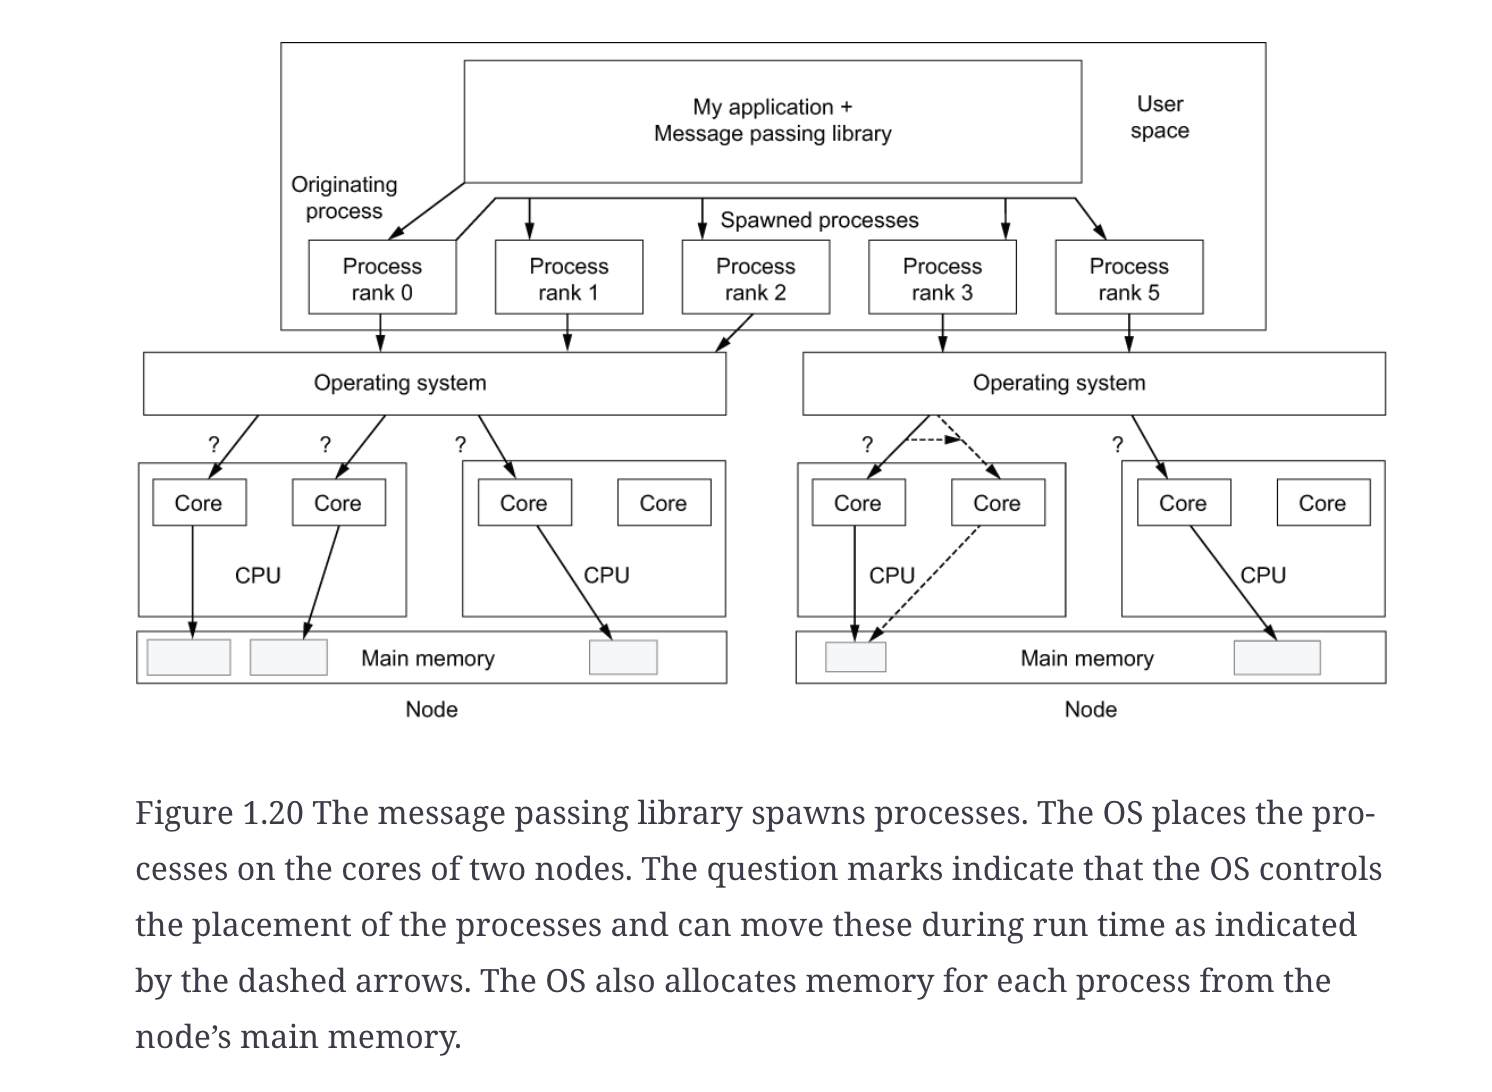 My application +
Message passing library
User
space
Originating
process
Spawned processes
Process
rank 0
Process
rank 1
Process
rank 2
Process
rank 3
Process
rank 5
Operating system
Operating system
?
?
?
?
?
Core
Core
Core
Core
Core
Core
Core
Core
CPU
CPU
CPU
CPU
Main memory
Main memory
Node
Node
Figure 1.20 The message passing library spawns processes. The OS places the pro-
cesses on the cores of two nodes. The question marks indicate that the OS controls
the placement of the processes and can move these during run time as indicated
by the dashed arrows. The OS also allocates memory for each process from the
node’s main memory.